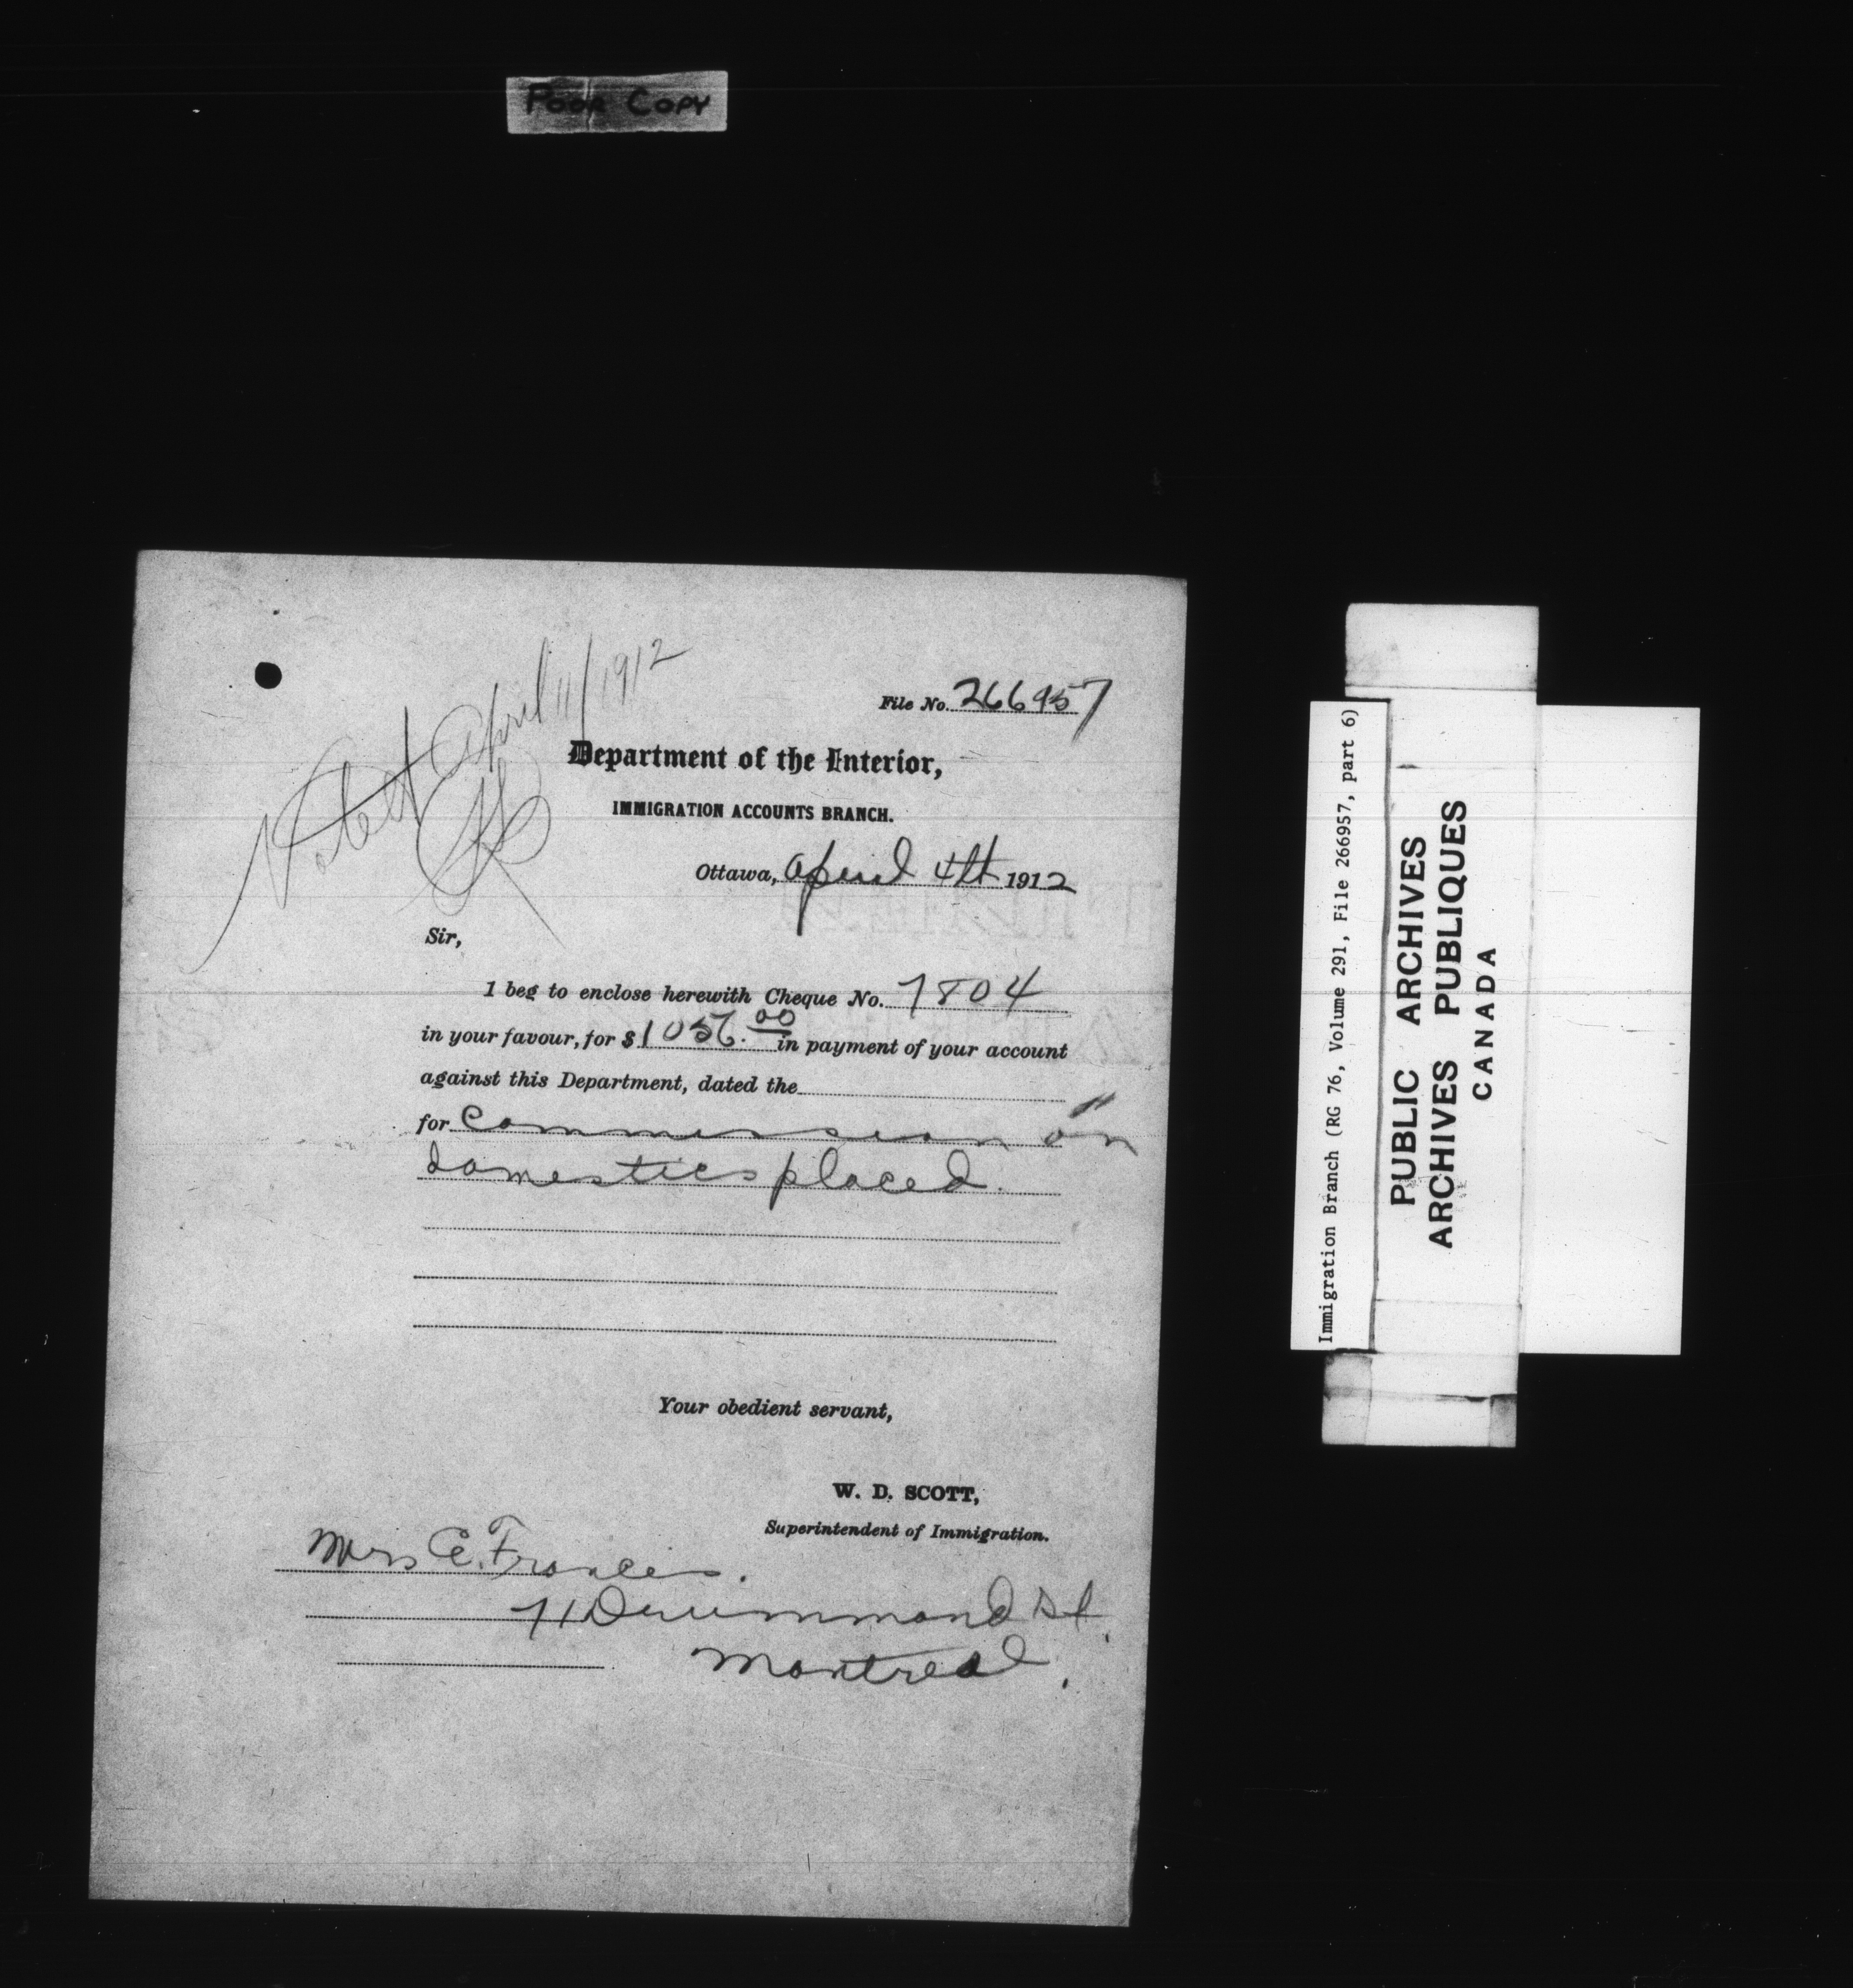 POOR COPY
Noted April 11/1912
File No. 266957
Department of the Interior,
IMMIGRATION ACCOUNTS BRANCH.
Ottawa, April 4th 1912
Sir,
I beg to enclose herewith Cheque No. 7804
in your favour, for $ 1056.00 in payment of your account
against this Department, dated the
for Commission on
domestics placed.
Your obedient servant,
W. D. SCOTT,
Superintendent of Immigration.
Mrs E. Francis.
71 Drummond St.
Montreal.
Immigration Branch (RG 76, Volume 291, File 266957, part 6)
PUBLIC ARCHIVES
ARCHIVES PUBLIQUES
CANADA